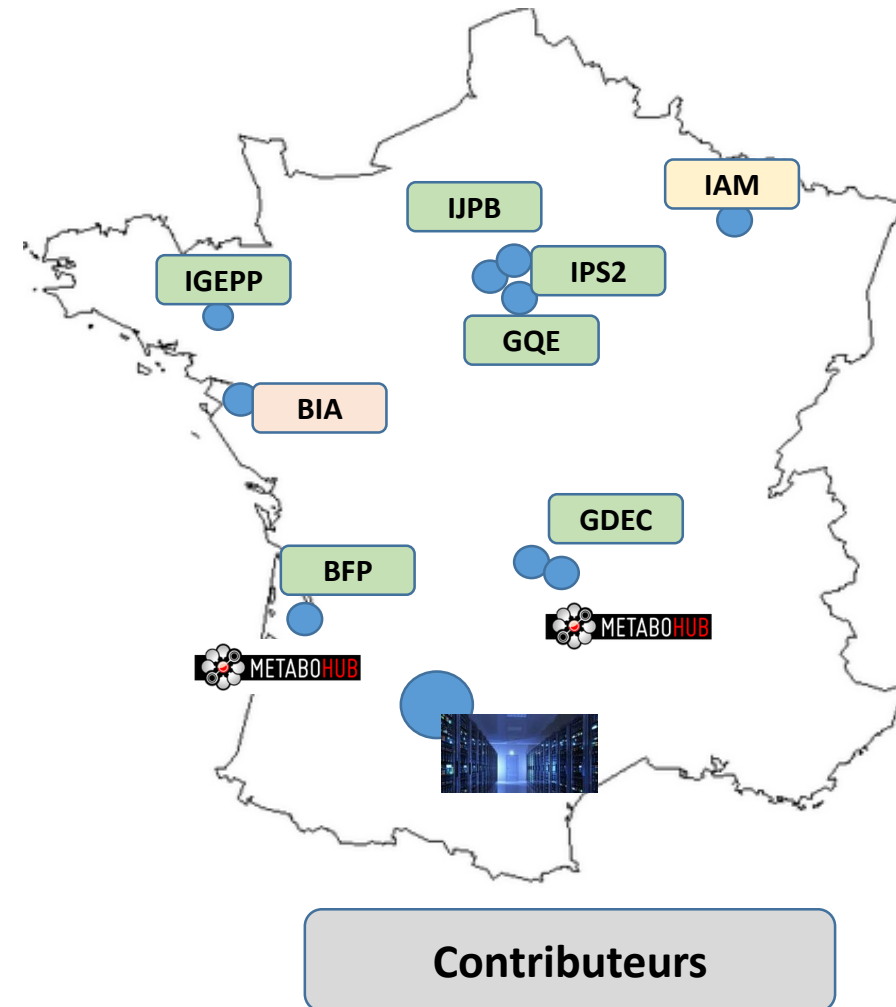 IAM
IJPB
IPS2
IGEPP
GQE
BIA
GDEC
BFP
METABOHUB
METABOHUB
Contributeurs